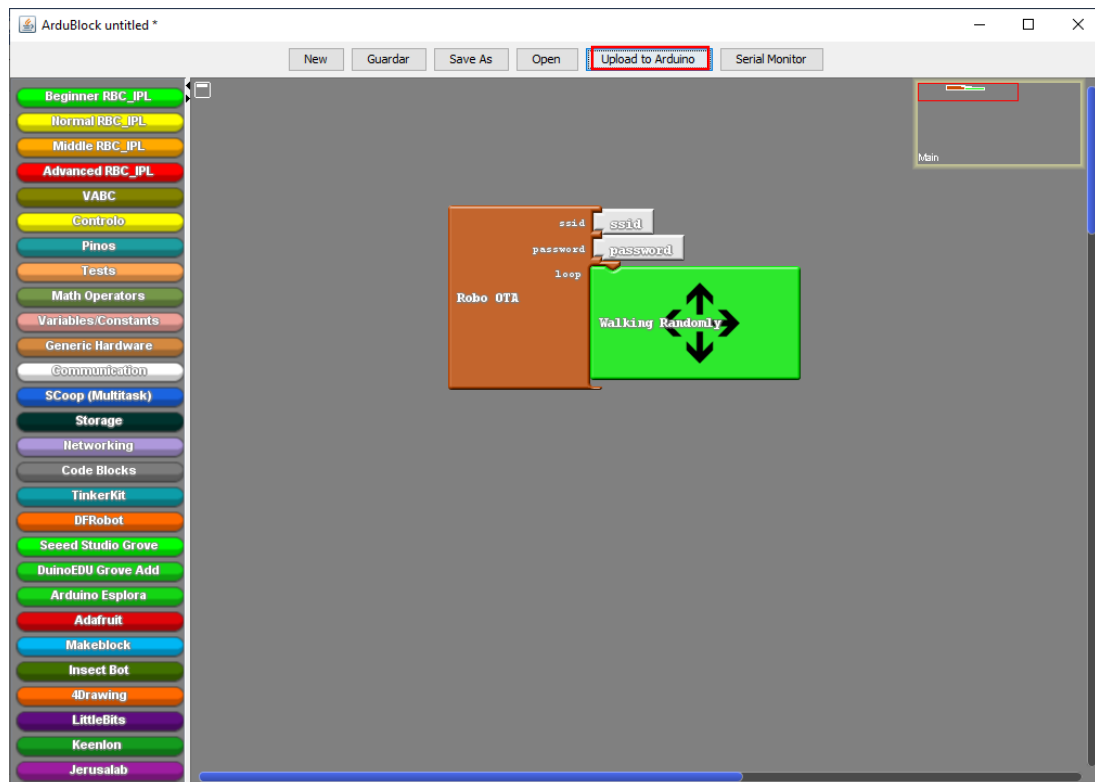 ArduBlock untitled *
New Guardar Save As Open Upload to Arduino Serial Monitor
Beginner RBC_IPL
Normal RBC_IPL
Middle RBC_IPL
Advanced RBC_IPL
VABC
Controlo
Pinos
Tests
Math Operators
Variables/Constants
Generic Hardware
Communication
SCoop (Multitask)
Storage
Networking
Code Blocks
TinkerKit
DFRobot
Seeed Studio Grove
DuinoEDU Grove Add
Arduino Esplora
Adafruit
Makeblock
Insect Bot
4Drawing
LittleBits
Keenlon
Jerusalab
Main
ssid ssid
password password
loop
Robo OTA
Walking Randomly